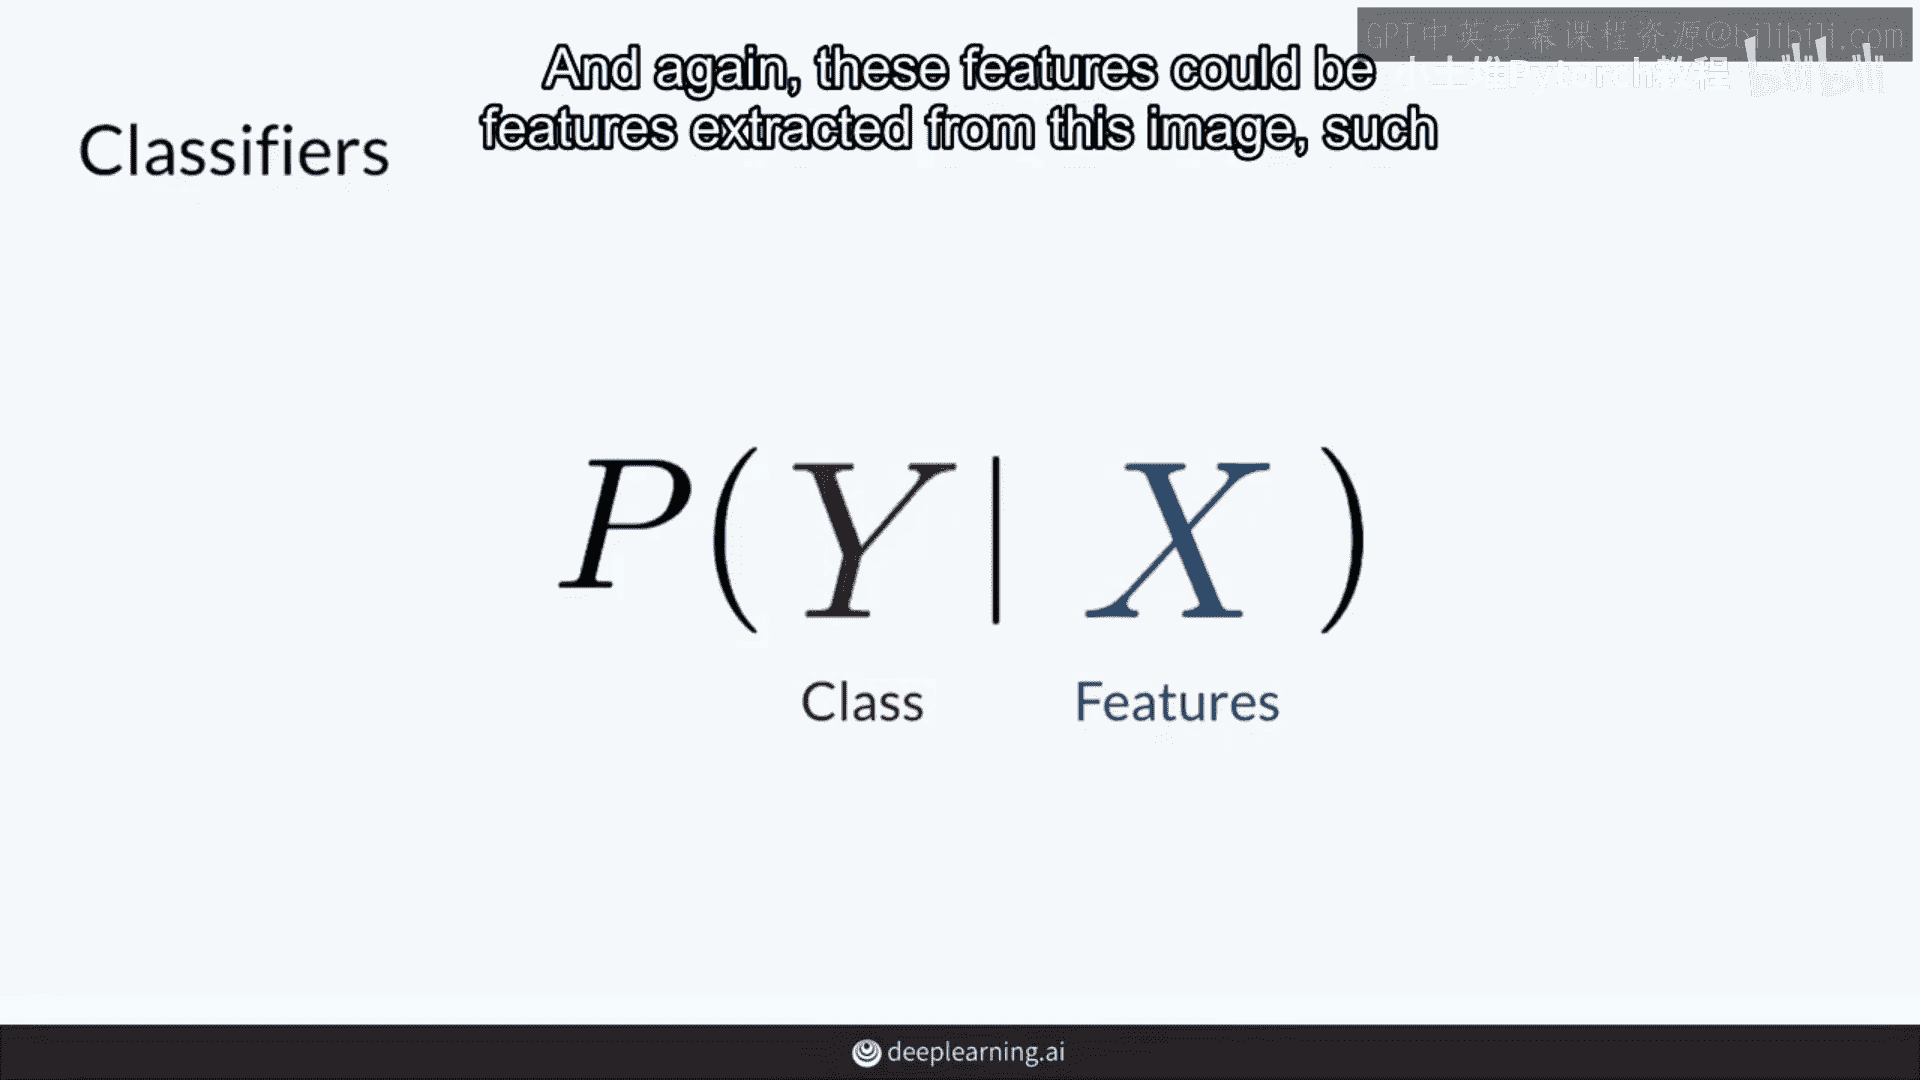 GPT中英字幕课程资源@bilibili.com
And again, these features could be
小土堆Pytorch教程 bilibili
features extracted from this image, such
Classifiers
P(Y | X)
Class Features
deeplearning.ai